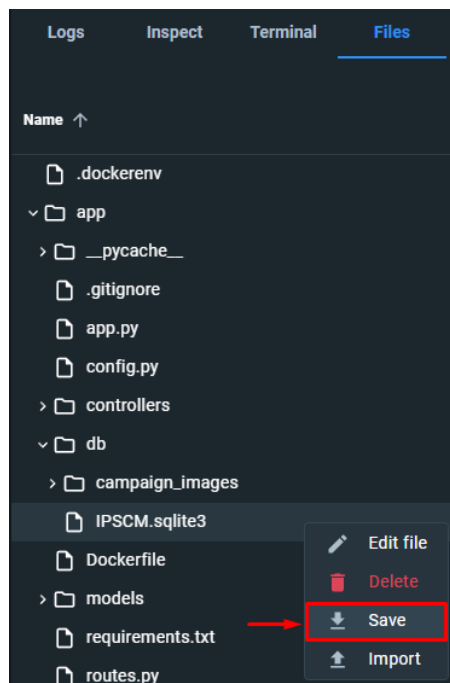 Logs Inspect Terminal Files
Name
.dockerenv
app
__pycache__
.gitignore
app.py
config.py
controllers
db
campaign_images
IPSCM.sqlite3
Edit file
Dockerfile
Delete
models
Save
requirements.txt
Import
routes.py